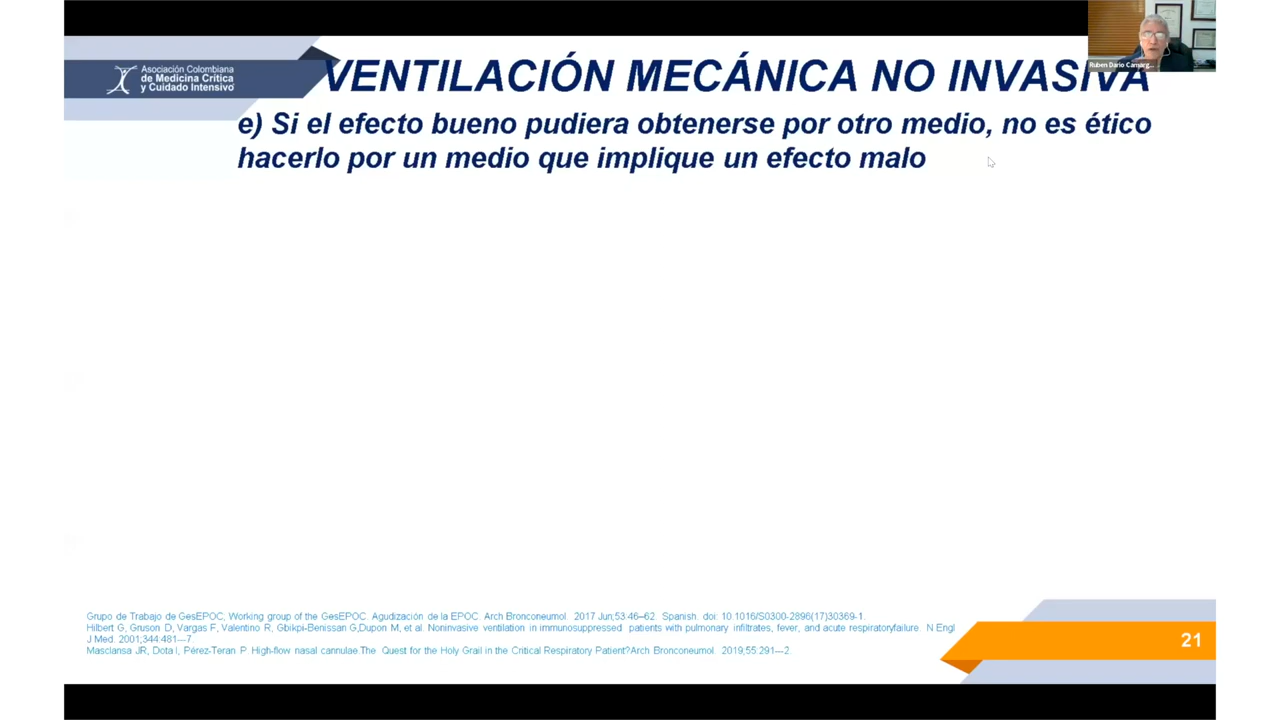 Asociación Colombiana
de Medicina Crítica
y Cuidado Intensivo
VENTILACIÓN MECÁNICA NO INVASIVA
Ruben Dario Camarg...
e) Si el efecto bueno pudiera obtenerse por otro medio, no es ético
hacerlo por un medio que implique un efecto malo
Grupo de Trabajo de GesEPOC, Working group of the GesEPOC. Agudización de la EPOC. Arch Bronconeumol. 2017 Jun;53:46–62. Spanish. doi: 10.1016/S0300-2896(17)30369-1.
Hilbert G, Gruson D, Vargas F, Valentino R, Gbikpi-Benissan G,Dupon M, et al. Noninvasive ventilation in immunosuppressed patients with pulmonary infiltrates, fever, and acute respiratoryfailure. N Engl
J Med. 2001;344:481---7
Masclansa JR, Dota I, Pérez-Teran P. High-flow nasal cannulae.The Quest for the Holy Grail in the Critical Respiratory Patient?Arch Bronconeumol. 2019;55:291---2.
21